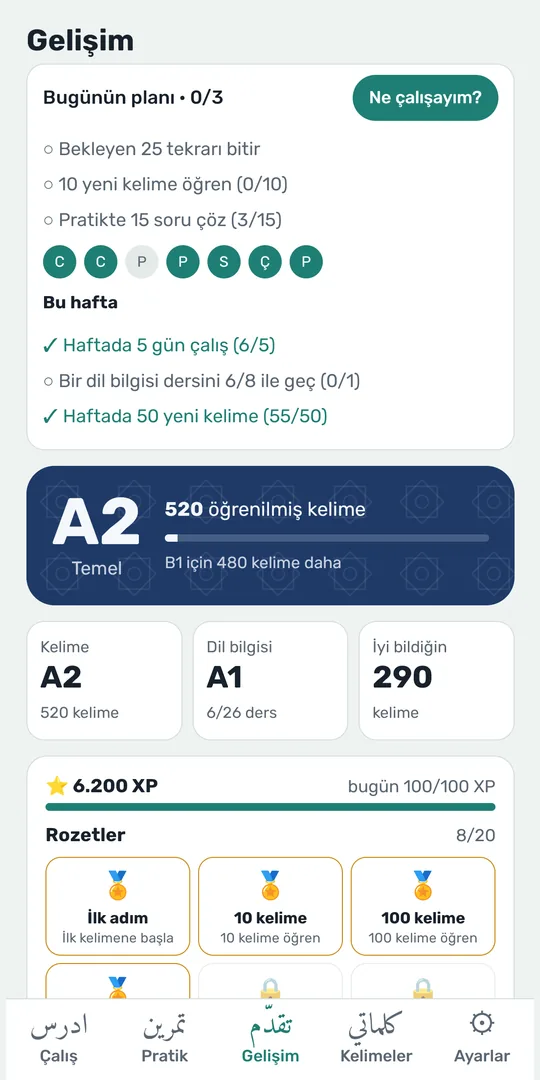 Gelişim
Bugünün planı • 0/3
Ne çalışayım?
○ Bekleyen 25 tekrarı bitir
○ 10 yeni kelime öğren (0/10)
○ Pratikte 15 soru çöz (3/15)
C C P P S Ç P
Bu hafta
✓ Haftada 5 gün çalış (6/5)
○ Bir dil bilgisi dersini 6/8 ile geç (0/1)
✓ Haftada 50 yeni kelime (55/50)
A2
Temel
520 öğrenilmiş kelime
B1 için 480 kelime daha
Kelime
A2
520 kelime
Dil bilgisi
A1
6/26 ders
İyi bildiğin
290
kelime
⭐ 6.200 XP
bugün 100/100 XP
Rozetler
8/20
İlk adım
İlk kelimene başla
10 kelime
10 kelime öğren
100 kelime
100 kelime öğren
ادرس
Çalış
تمرين
Pratik
تقدّم
Gelişim
كلماتي
Kelimeler
Ayarlar